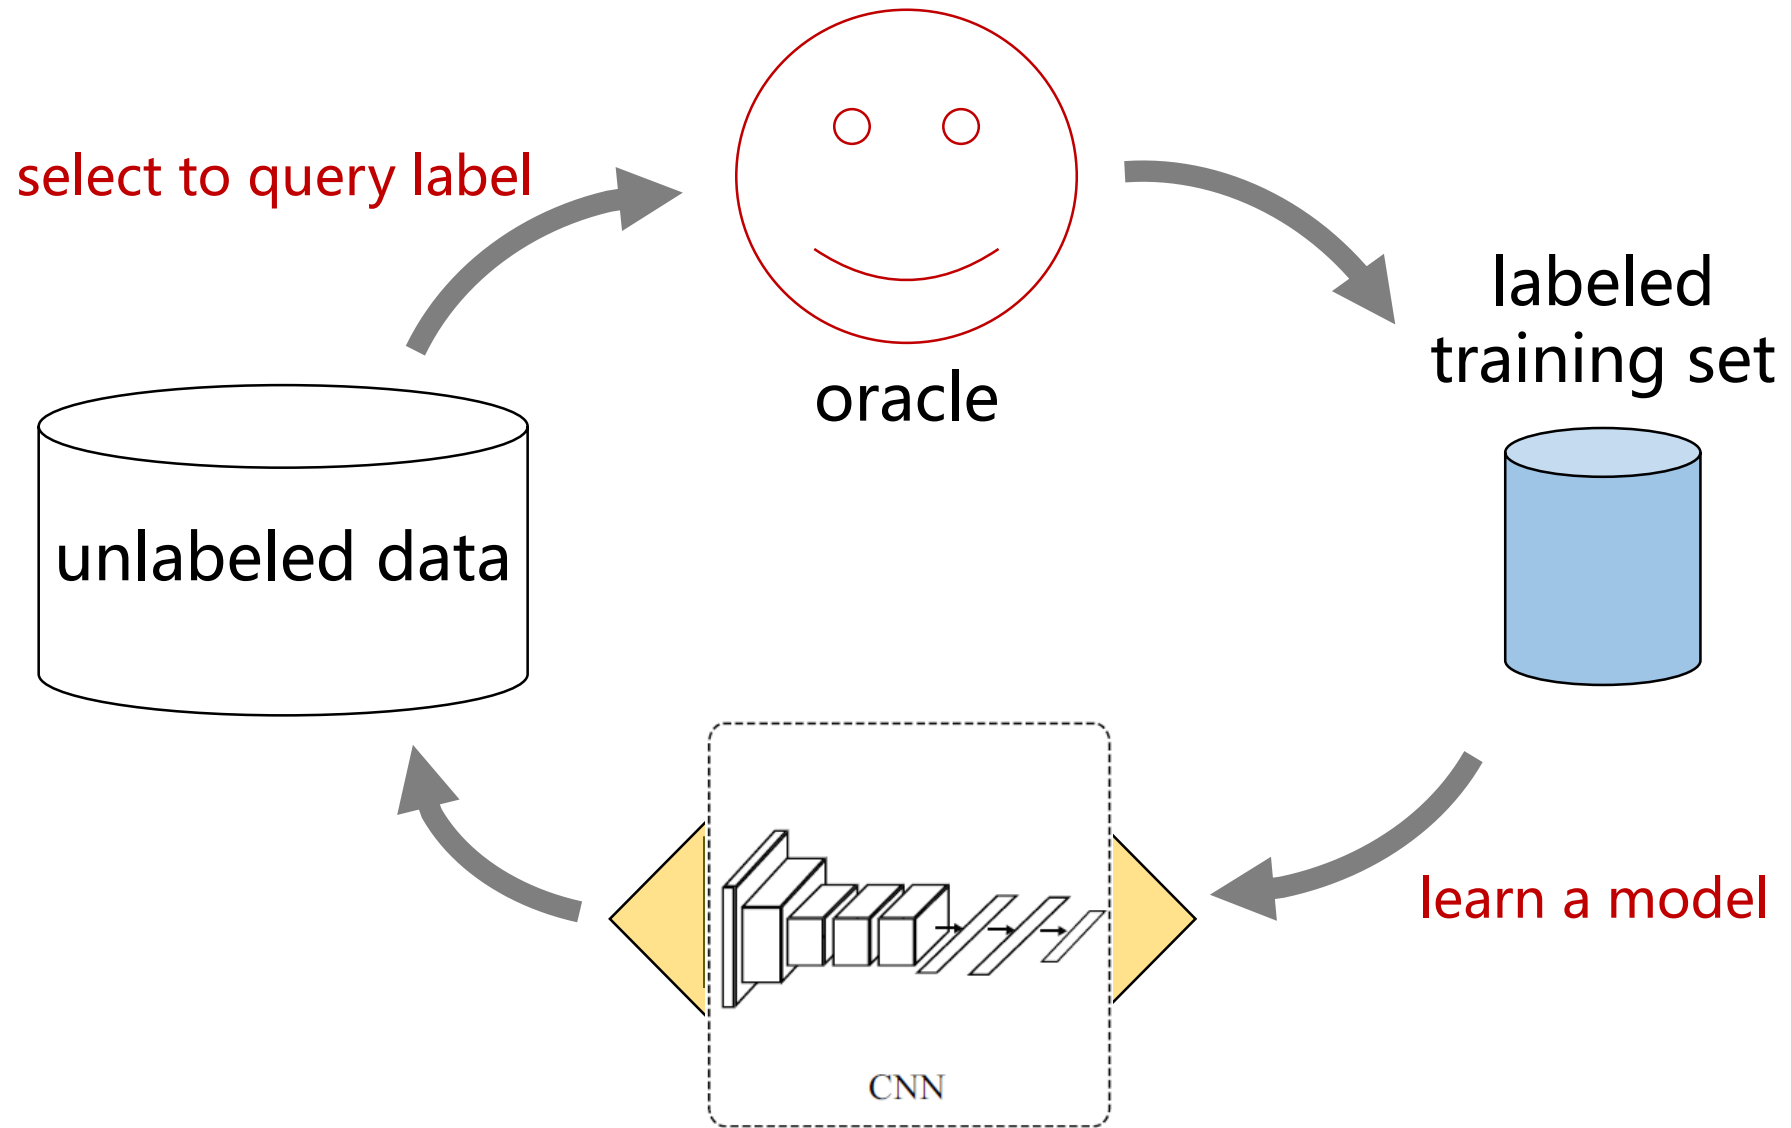 select to query label
oracle
labeled
training set
unlabeled data
learn a model
CNN